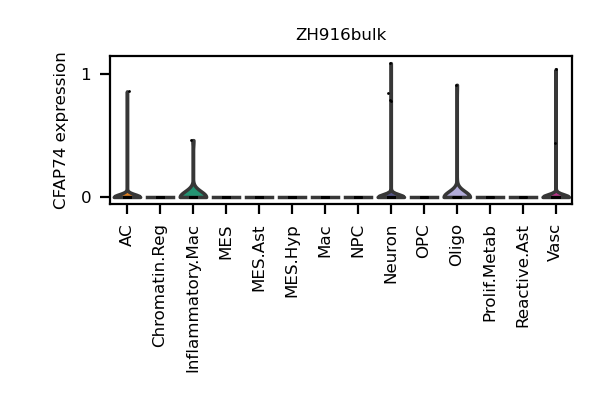 ZH916bulk
CFAP74 expression
1
0
AC
Chromatin.Reg
Inflammatory.Mac
MES
MES.Ast
MES.Hyp
Mac
NPC
Neuron
OPC
Oligo
Prolif.Metab
Reactive.Ast
Vasc